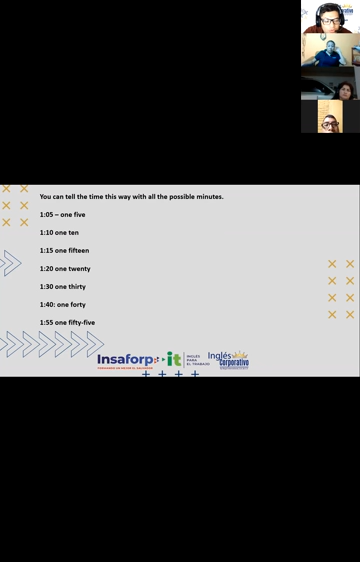 You can tell the time this way with all the possible minutes.
1:05 – one five
1:10 one ten
1:15 one fifteen
1:20 one twenty
1:30 one thirty
1:40: one forty
1:55 one fifty-five
Insaforp it INGLÉS PARA EL TRABAJO Inglés Corporativo